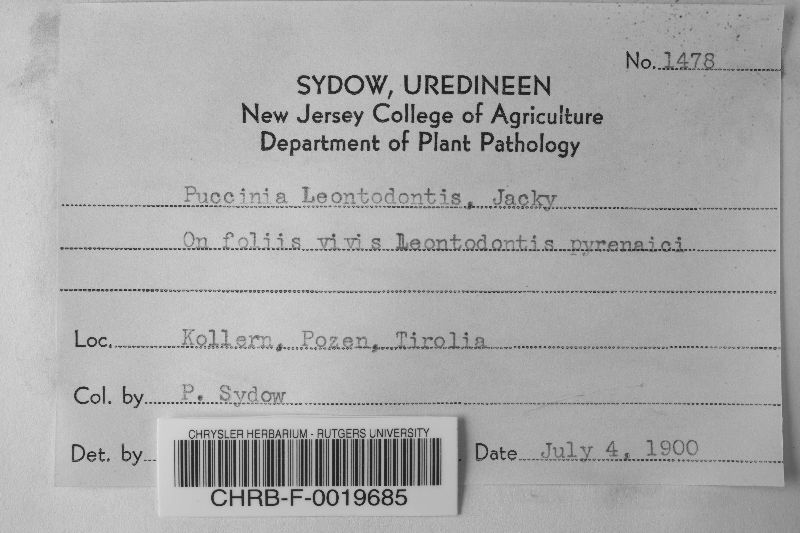 No. 1478
SYDOW, UREDINEEN
New Jersey College of Agriculture
Department of Plant Pathology
Puccinia Leontodontis, Jacky
On foliis vivis Leontodontis pyrenaici
Loc. Kollern, Pozen, Tirolia
Col. by P. Sydow
Det. by Date July 4, 1900
CHRYSLER HERBARIUM - RUTGERS UNIVERSITY
CHRB-F-0019685